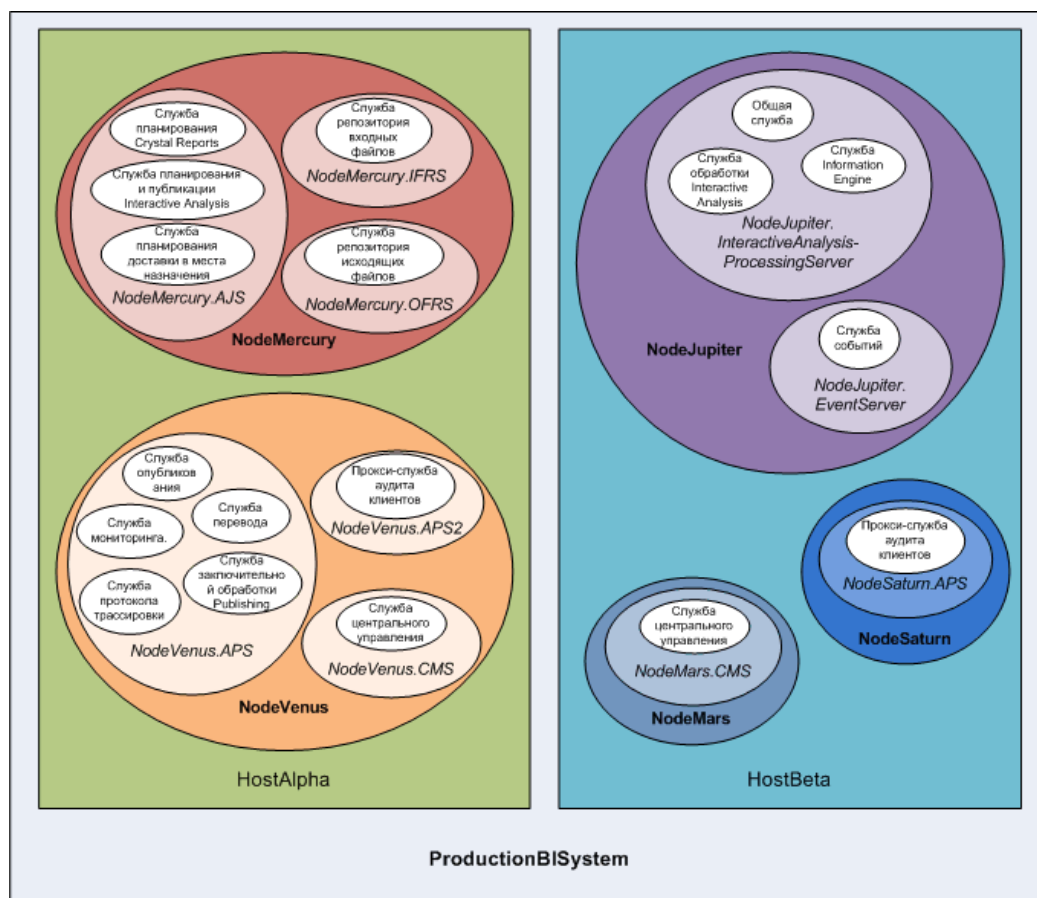 Служба
планирования
Crystal Reports
Служба планирования
и публикации
Interactive Analysis
Служба
планирования
доставки в места
назначения
NodeMercury.AJS
Служба
репозитория
входных
файлов
NodeMercury.IFRS
Служба
репозитория
исходящих
файлов
NodeMercury.OFRS
NodeMercury
Служба
опубликов
ания
Служба
мониторинга.
Служба
перевода
Служба
протокола
трассировки
Служба
заключительно
й обработки
Publishing
NodeVenus.APS
Прокси-служба
аудита
клиентов
NodeVenus.APS2
Служба
центрального
управления
NodeVenus.CMS
NodeVenus
HostAlpha
Общая
служба
Служба
обработки
Interactive
Analysis
Служба
Information
Engine
NodeJupiter.
InteractiveAnalysis-
ProcessingServer
NodeJupiter
Служба
событий
NodeJupiter.
EventServer
Прокси-служба
аудита
клиентов
NodeSaturn.APS
NodeSaturn
Служба
центрального
управления
NodeMars.CMS
NodeMars
HostBeta
ProductionBISystem